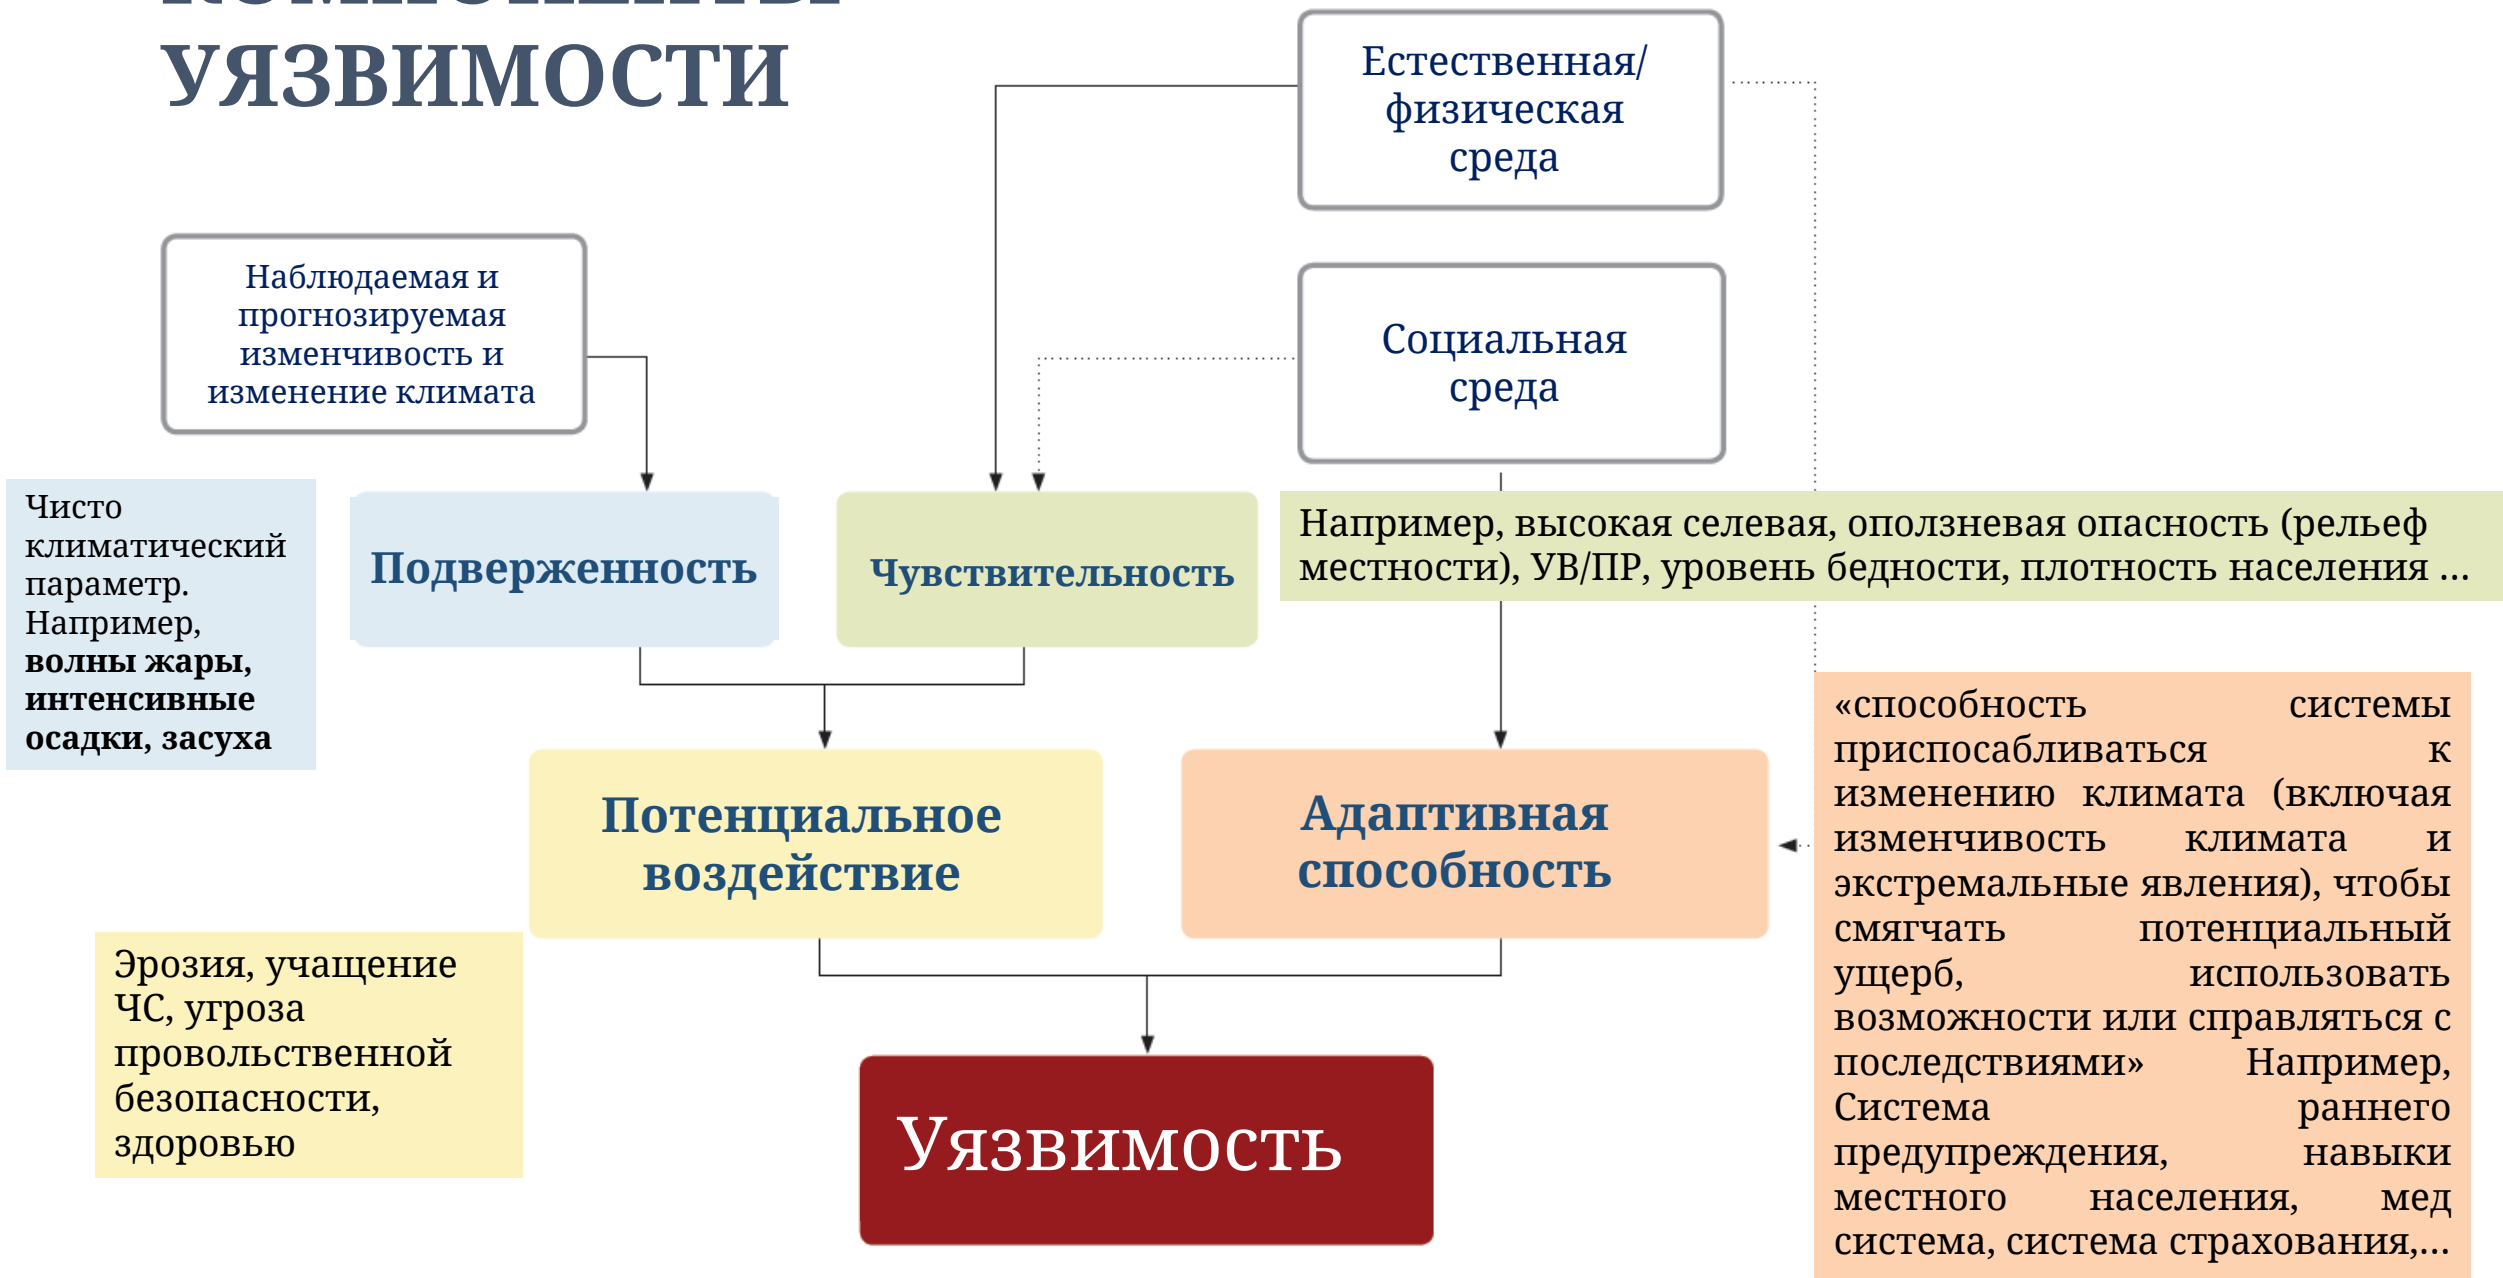 КОМПОНЕНТЫ
УЯЗВИМОСТИ
Естественная/
физическая
среда
Наблюдаемая и
прогнозируемая
изменчивость и
изменение климата
Социальная
среда
Чисто
климатический
параметр.
Например,
волны жары,
интенсивные
осадки, засуха
Подверженность
Чувствительность
Например, высокая селевая, оползневая опасность (рельеф
местности), УВ/ПР, уровень бедности, плотность населения ...
Потенциальное
воздействие
Адаптивная
способность
«способность системы
приспосабливаться к
изменению климата (включая
изменчивость климата и
экстремальные явления), чтобы
смягчать потенциальный
ущерб, использовать
возможности или справляться с
последствиями» Например,
Система раннего
предупреждения, навыки
местного населения, мед
система, система страхования,...
Эрозия, учащение
ЧС, угроза
провольственной
безопасности,
здоровью
Уязвимость